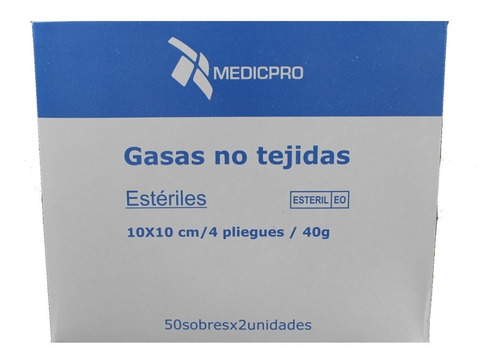 MEDICPRO
Gasas no tejidas
Estériles ESTERIL EO
10X10 cm/4 pliegues / 40g
50sobresx2unidades